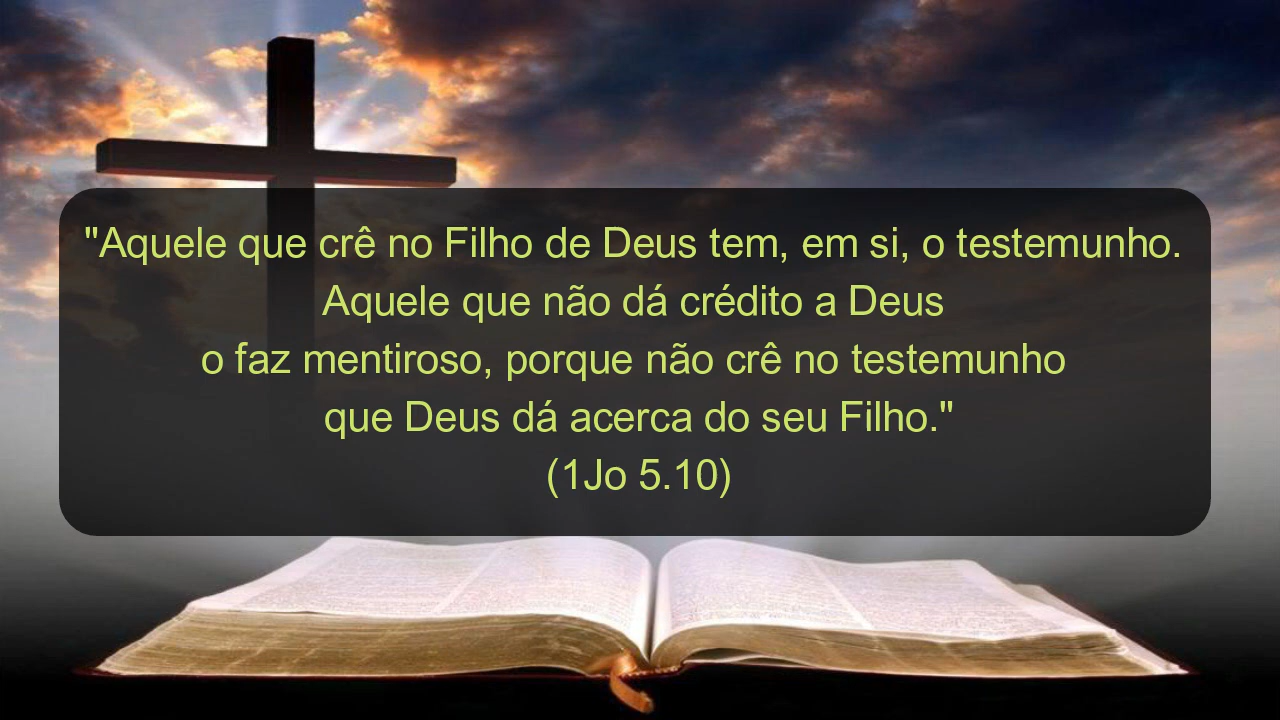 "Aquele que crê no Filho de Deus tem, em si, o testemunho.
Aquele que não dá crédito a Deus
o faz mentiroso, porque não crê no testemunho
que Deus dá acerca do seu Filho."
(1Jo 5.10)